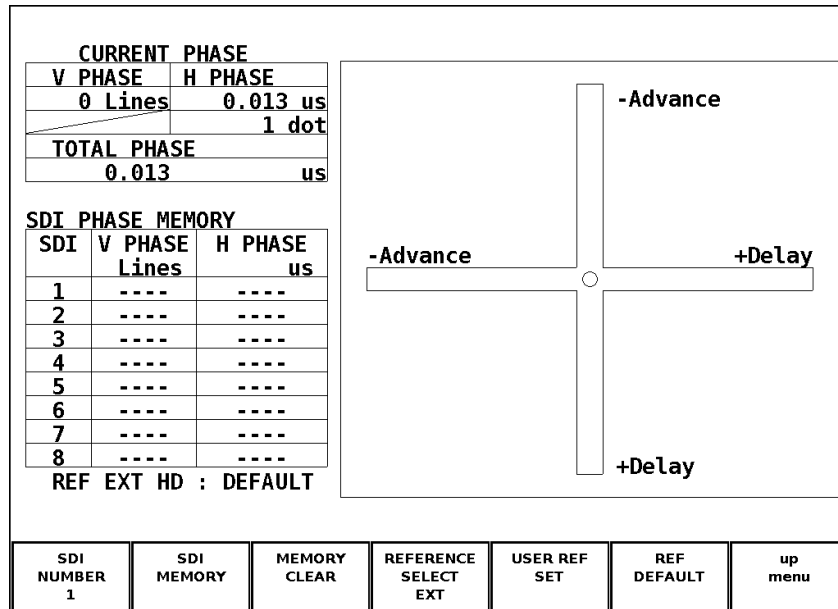 CURRENT PHASE
V PHASE H PHASE
0 Lines 0.013 us
1 dot
TOTAL PHASE
0.013 us
SDI PHASE MEMORY
SDI V PHASE H PHASE
Lines us
1 ---- ----
2 ---- ----
3 ---- ----
4 ---- ----
5 ---- ----
6 ---- ----
7 ---- ----
8 ---- ----
REF EXT HD : DEFAULT
-Advance
-Advance
+Delay
+Delay
SDI NUMBER 1
SDI MEMORY
MEMORY CLEAR
REFERENCE SELECT EXT
USER REF SET
REF DEFAULT
up menu